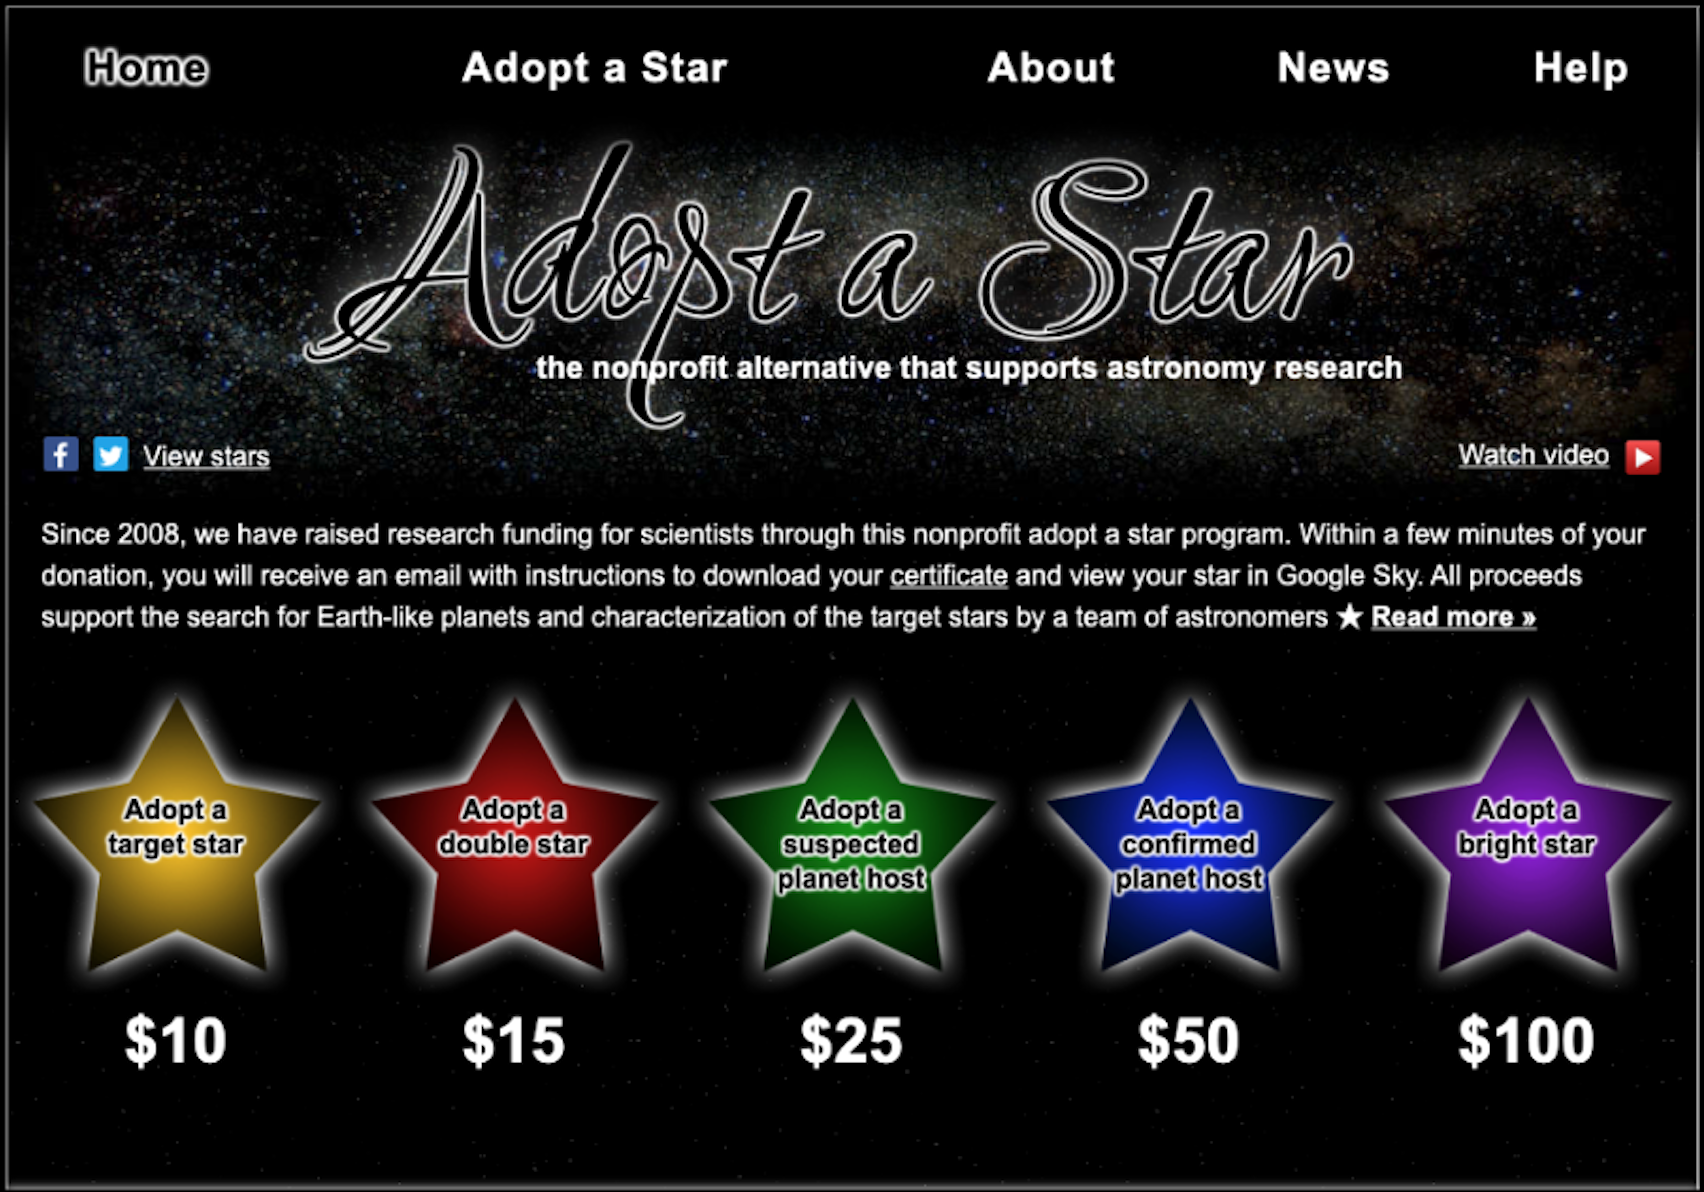 Home Adopt a Star About News Help
Adopt a Star
the nonprofit alternative that supports astronomy research
f View stars Watch video
Since 2008, we have raised research funding for scientists through this nonprofit adopt a star program. Within a few minutes of your
donation, you will receive an email with instructions to download your certificate and view your star in Google Sky. All proceeds
support the search for Earth-like planets and characterization of the target stars by a team of astronomers ★ Read more »
Adopt a
target star
Adopt a
double star
Adopt a
suspected
planet host
Adopt a
confirmed
planet host
Adopt a
bright star
$10 $15 $25 $50 $100